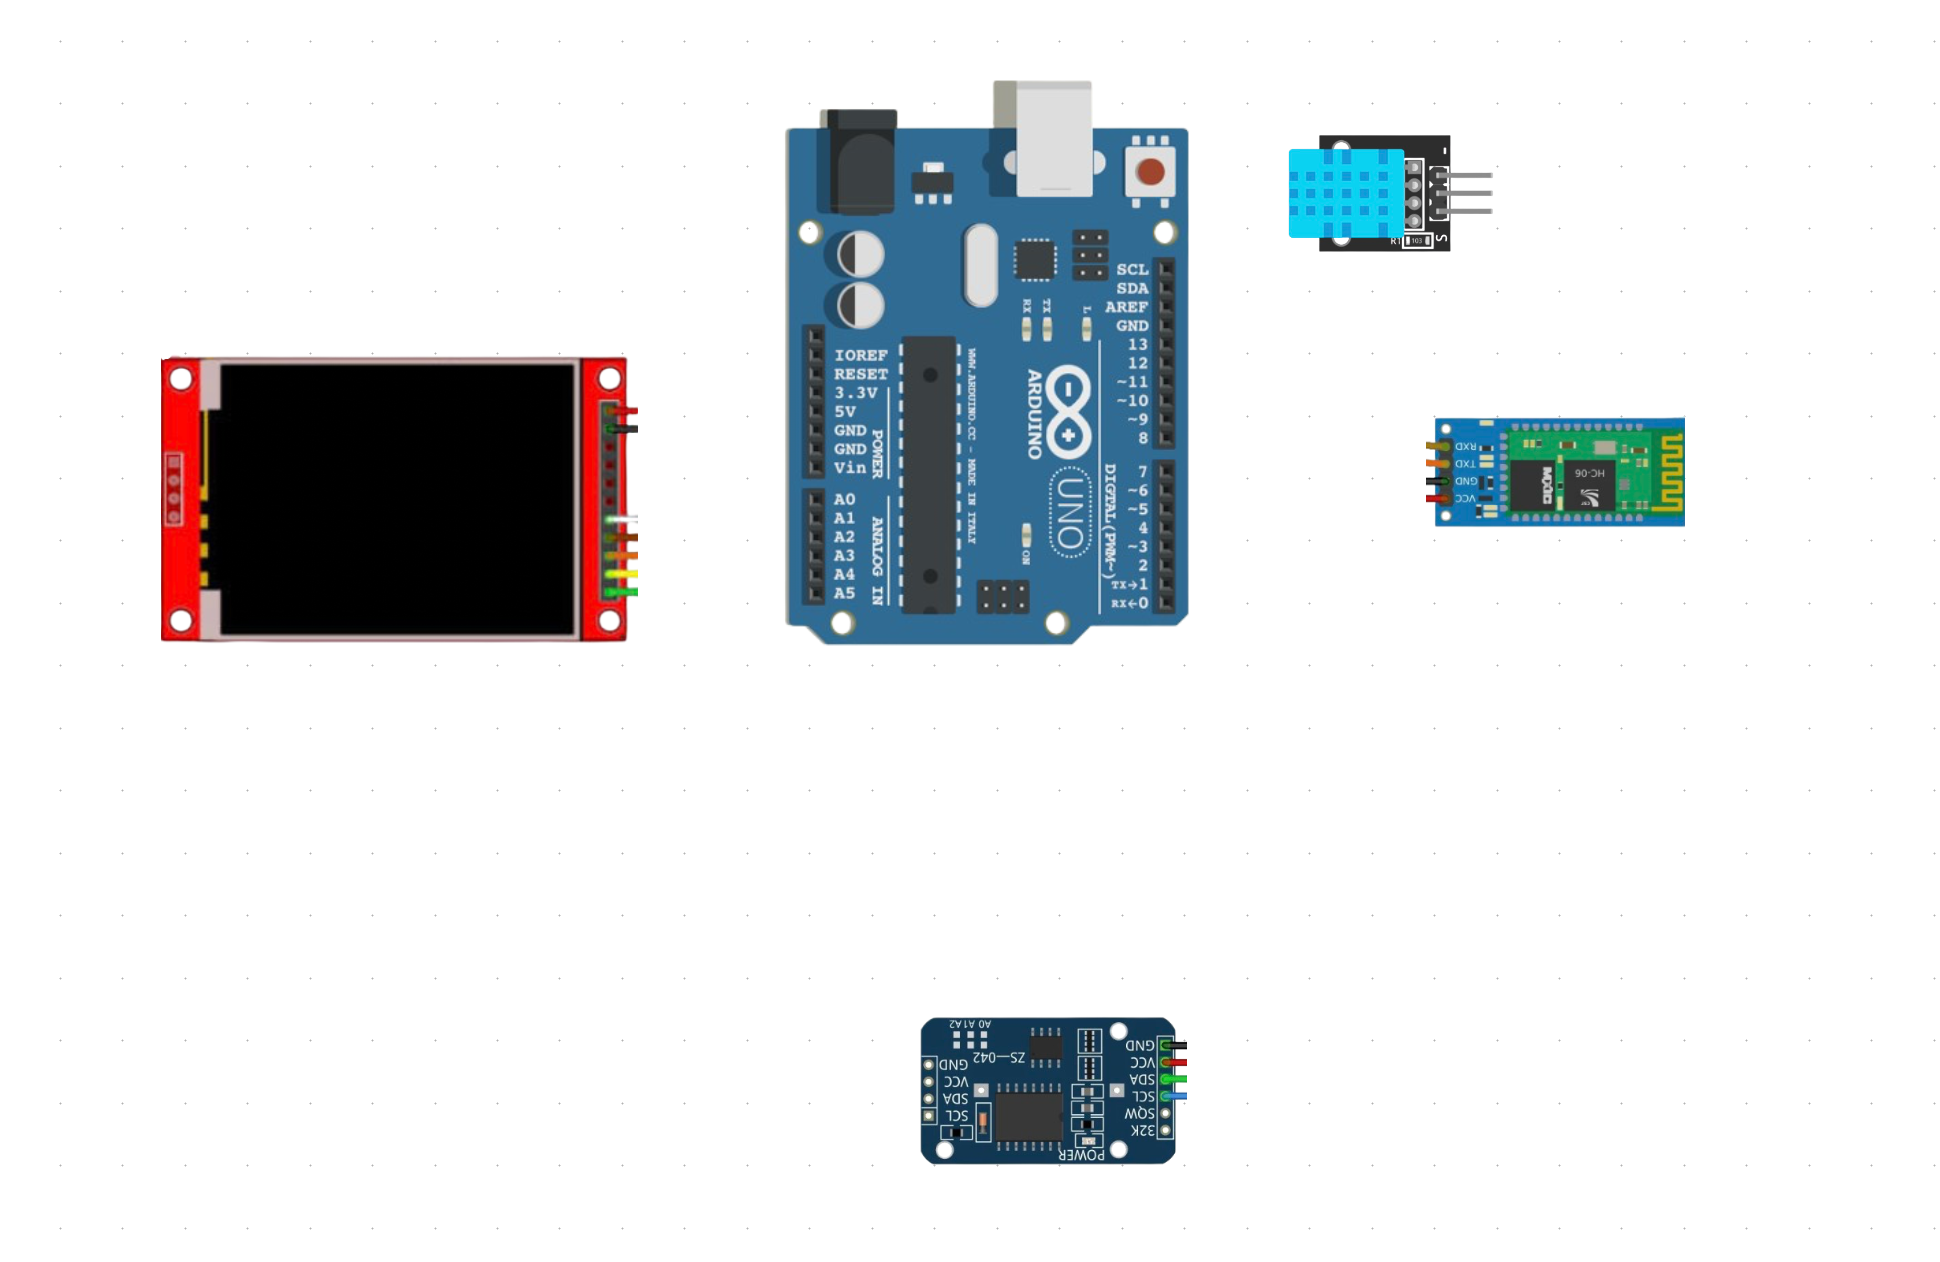 IOREF
RESET
3.3V
5V
GND
GND
Vin
POWER
A0
A1
A2
A3
A4
A5
ANALOG IN
WWW.ARDUINO.CC - MADE IN ITALY
RX
TX
L
ARDUINO
UNO
ON
SCL
SDA
AREF
GND
13
12
~11
~10
~9
8
7
~6
~5
4
~3
2
TX→1
RX←0
DIGITAL (PWM~)
-
S
R1
103
RXD
TXD
GND
VCC
HC-06
A0 A1 A2
ZS-042
GND
VCC
SDA
SCL
POWER
GND
VCC
SDA
SCL
SQW
32K